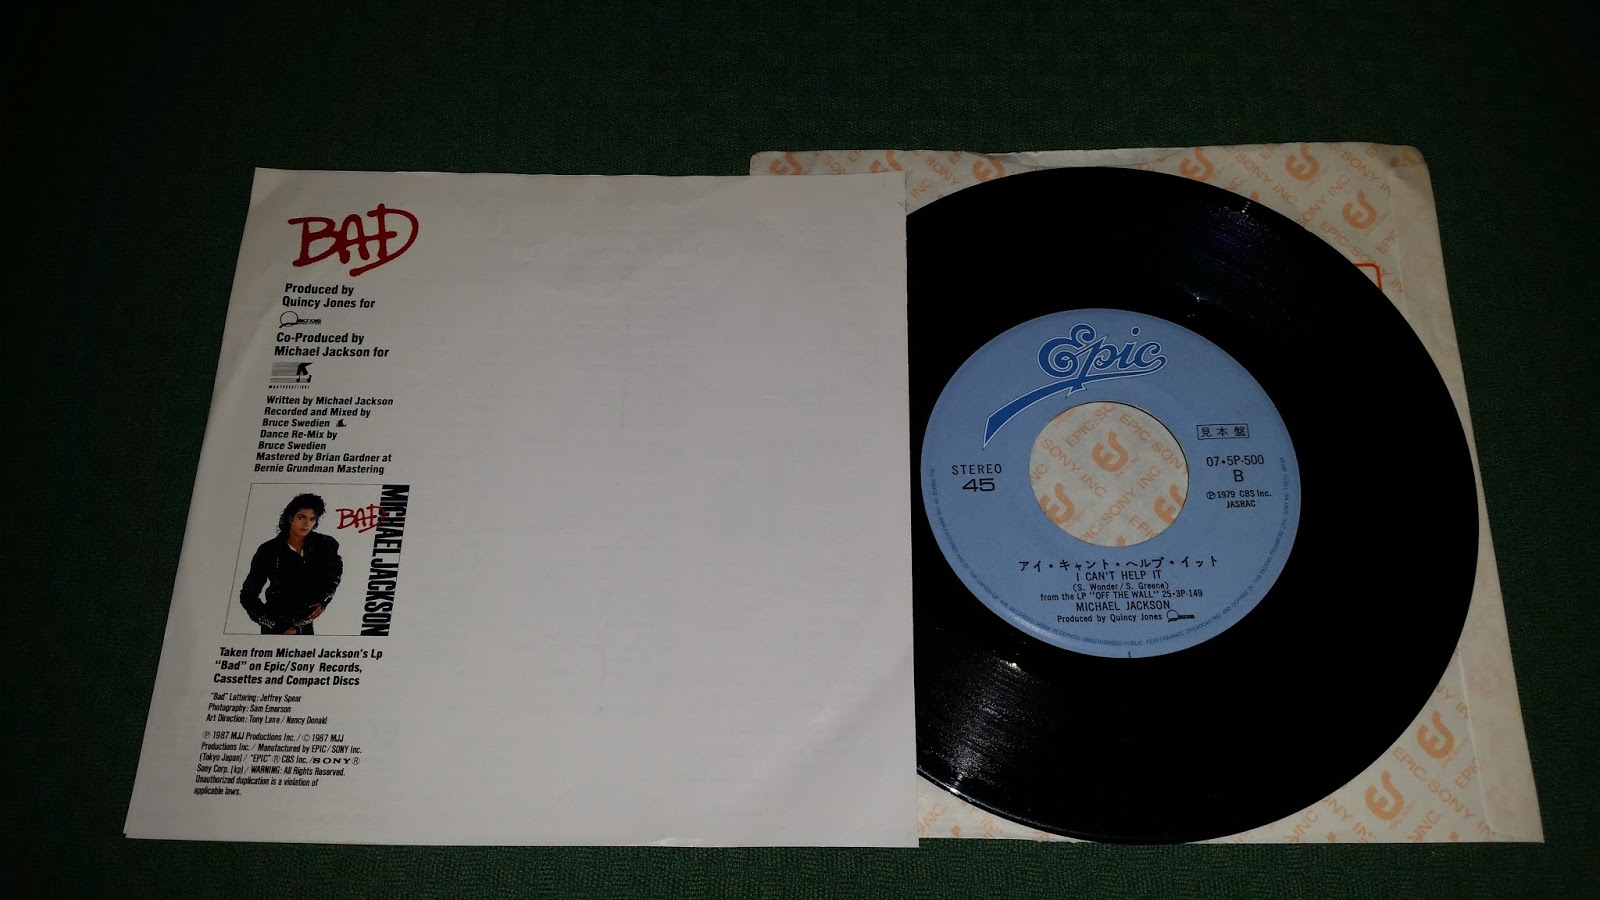 BAD
Produced by
Quincy Jones for
Co-Produced by
Michael Jackson for
MJJ PRODUCTIONS
Written by Michael Jackson
Recorded and Mixed by
Bruce Swedien
Dance Re-Mix by
Bruce Swedien
Mastered by Brian Gardner at
Bernie Grundman Mastering
BAD
MICHAEL JACKSON
Taken from Michael Jackson's Lp
"Bad" on Epic/Sony Records,
Cassettes and Compact Discs
"Bad" Lettering: Jeffrey Spear
Photography: Sam Emerson
Art Direction: Tony Lane / Nancy Donald
℗ 1987 MJJ Productions Inc. / © 1987 MJJ
Productions Inc. / Manufactured by EPIC/SONY Inc.
(Tokyo Japan) / "EPIC" ® CBS Inc. /SONY®
Sony Corp. (kp) / WARNING: All Rights Reserved.
Unauthorized duplication is a violation of
applicable laws.
EPIC/SONY INC.
Epic
見本盤
STEREO
45
07・5P-500
B
℗ 1979 CBS Inc.
JASRAC
アイ・キャント・ヘルプ・イット
I CAN'T HELP IT
(S. Wonder/S. Greene)
from the LP "OFF THE WALL" 25・3P-149
MICHAEL JACKSON
Produced by Quincy Jones